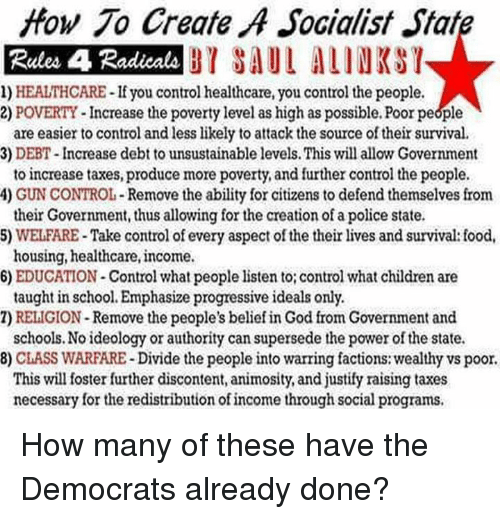 How To Create A Socialist State
Rules 4 Radicals BY SAUL ALINKSY
1) HEALTHCARE - If you control healthcare, you control the people.
2) POVERTY - Increase the poverty level as high as possible. Poor people
are easier to control and less likely to attack the source of their survival.
3) DEBT - Increase debt to unsustainable levels. This will allow Government
to increase taxes, produce more poverty, and further control the people.
4) GUN CONTROL - Remove the ability for citizens to defend themselves from
their Government, thus allowing for the creation of a police state.
5) WELFARE - Take control of every aspect of the their lives and survival: food,
housing, healthcare, income.
6) EDUCATION - Control what people listen to; control what children are
taught in school. Emphasize progressive ideals only.
7) RELIGION - Remove the people's belief in God from Government and
schools. No ideology or authority can supersede the power of the state.
8) CLASS WARFARE - Divide the people into warring factions: wealthy vs poor.
This will foster further discontent, animosity, and justify raising taxes
necessary for the redistribution of income through social programs.
How many of these have the
Democrats already done?